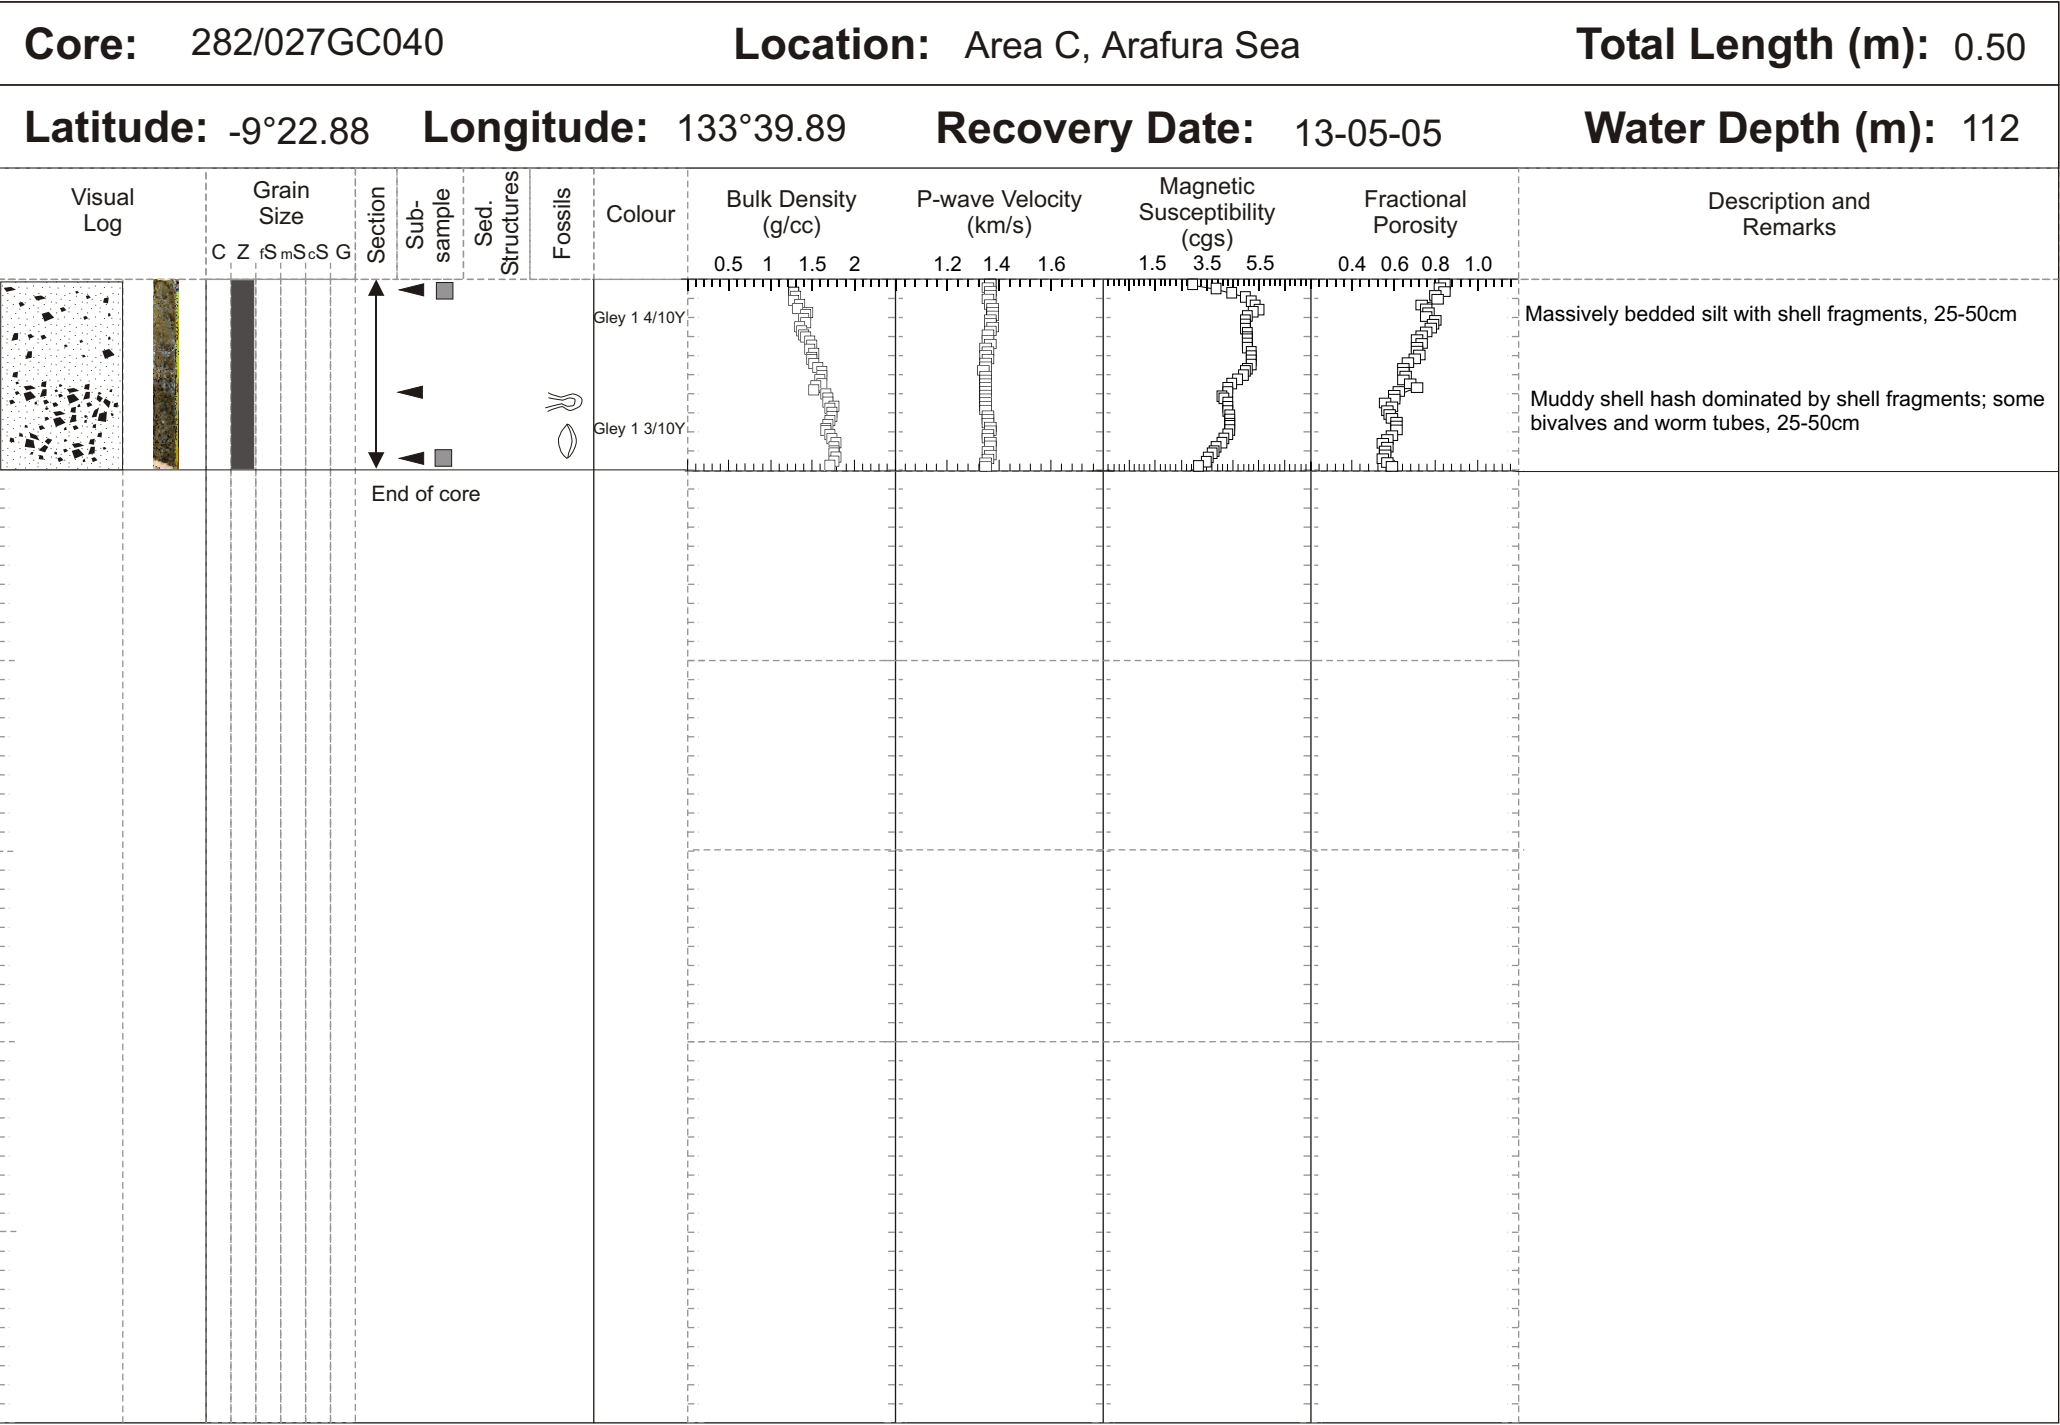 Core: 282/027GC040 Location: Area C, Arafura Sea Total Length (m): 0.50
Latitude: -9°22.88 Longitude: 133°39.89 Recovery Date: 13-05-05 Water Depth (m): 112
Visual
Log
Grain
Size
C Z fS mS cS G
Section
Sub-
sample
Sed.
Structures
Fossils
Colour
Bulk Density
(g/cc)
0.5 1 1.5 2
P-wave Velocity
(km/s)
1.2 1.4 1.6
Magnetic
Susceptibility
(cgs)
1.5 3.5 5.5
Fractional
Porosity
0.4 0.6 0.8 1.0
Description and
Remarks
Gley 1 4/10Y
Massively bedded silt with shell fragments, 25-50cm
Gley 1 3/10Y
Muddy shell hash dominated by shell fragments; some
bivalves and worm tubes, 25-50cm
End of core